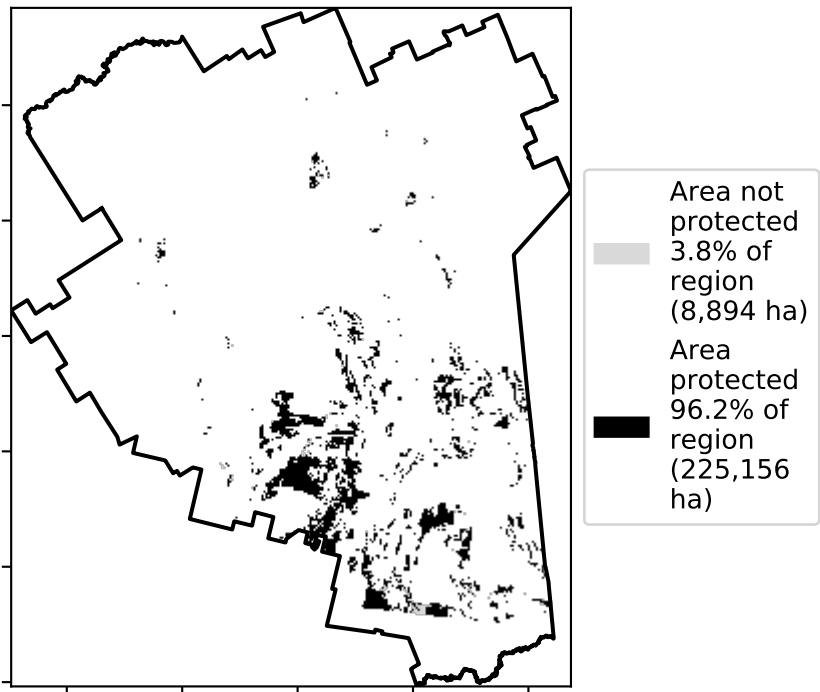 Area not
protected
3.8% of
region
(8,894 ha)
Area
protected
96.2% of
region
(225,156
ha)